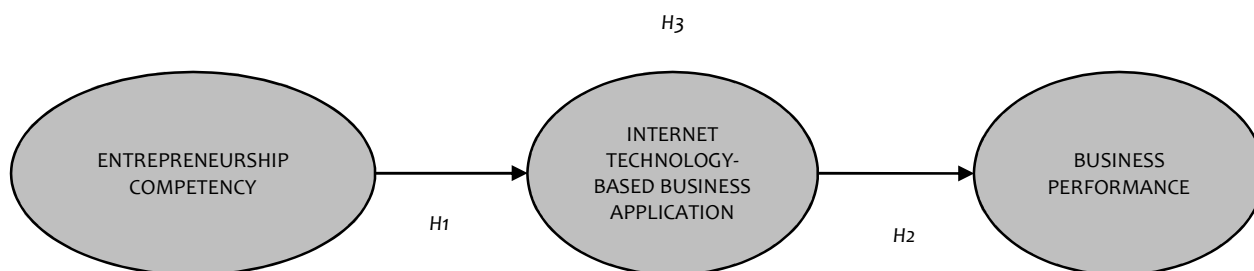 H3
ENTREPRENEURSHIP
COMPETENCY
INTERNET
TECHNOLOGY-
BASED BUSINESS
APPLICATION
BUSINESS
PERFORMANCE
H1
H2